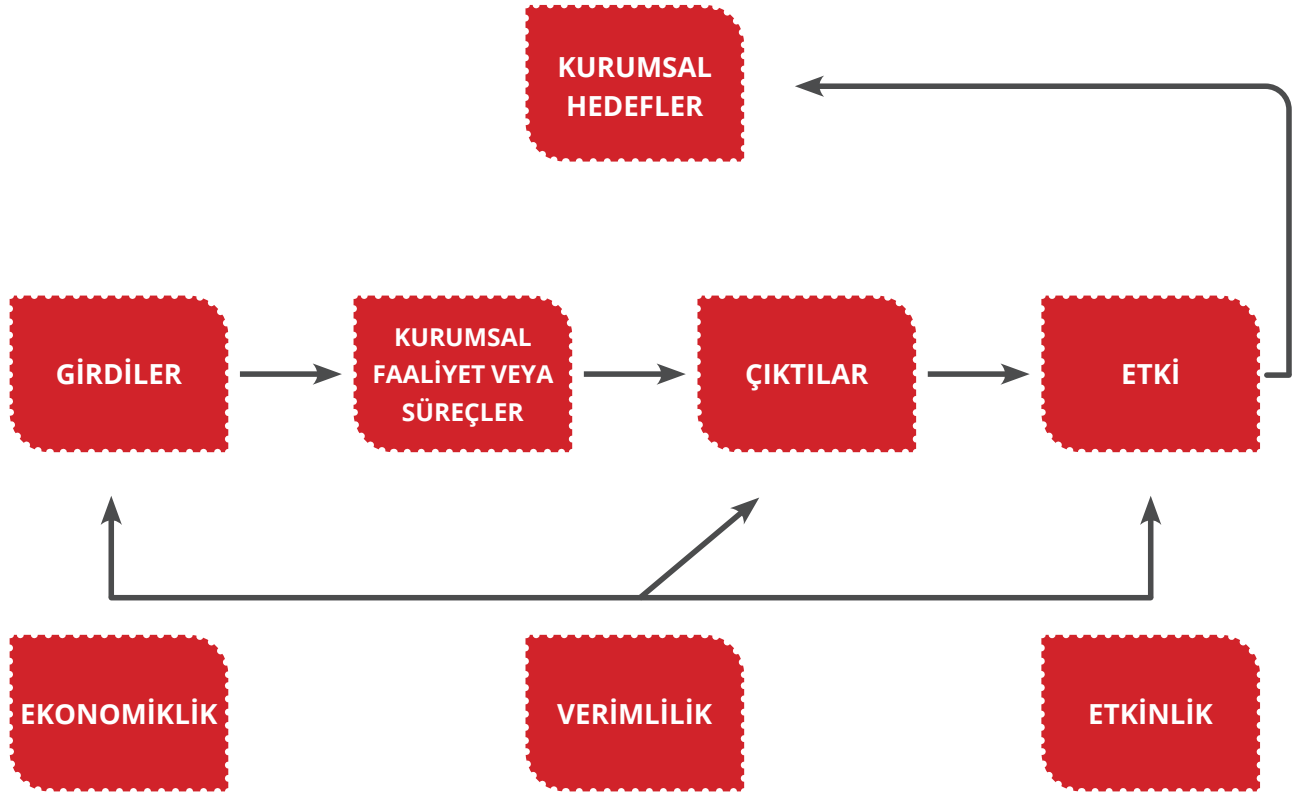 KURUMSAL
HEDEFLER
GİRDİLER
KURUMSAL
FAALİYET VEYA
SÜREÇLER
ÇIKTILAR
ETKİ
EKONOMİKLİK
VERİMLİLİK
ETKİNLİK